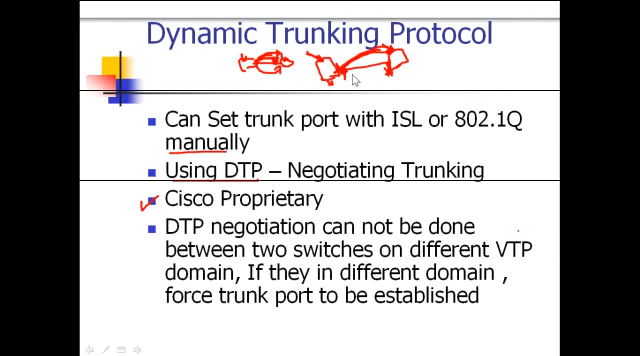 Dynamic Trunking Protocol
Can Set trunk port with ISL or 802.1Q
manually
Using DTP – Negotiating Trunking
Cisco Proprietary
DTP negotiation can not be done
between two switches on different VTP
domain, If they in different domain ,
force trunk port to be established